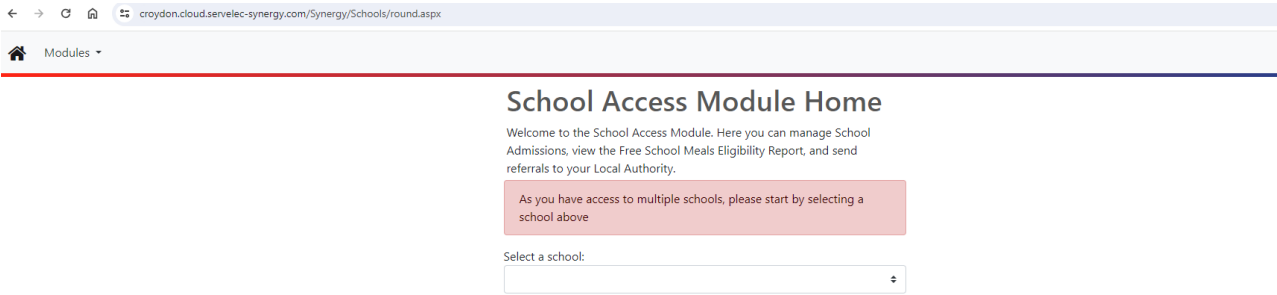 croydon.cloud.servelec-synergy.com/Synergy/Schools/round.aspx
Modules
School Access Module Home
Welcome to the School Access Module. Here you can manage School
Admissions, view the Free School Meals Eligibility Report, and send
referrals to your Local Authority.
As you have access to multiple schools, please start by selecting a
school above
Select a school: